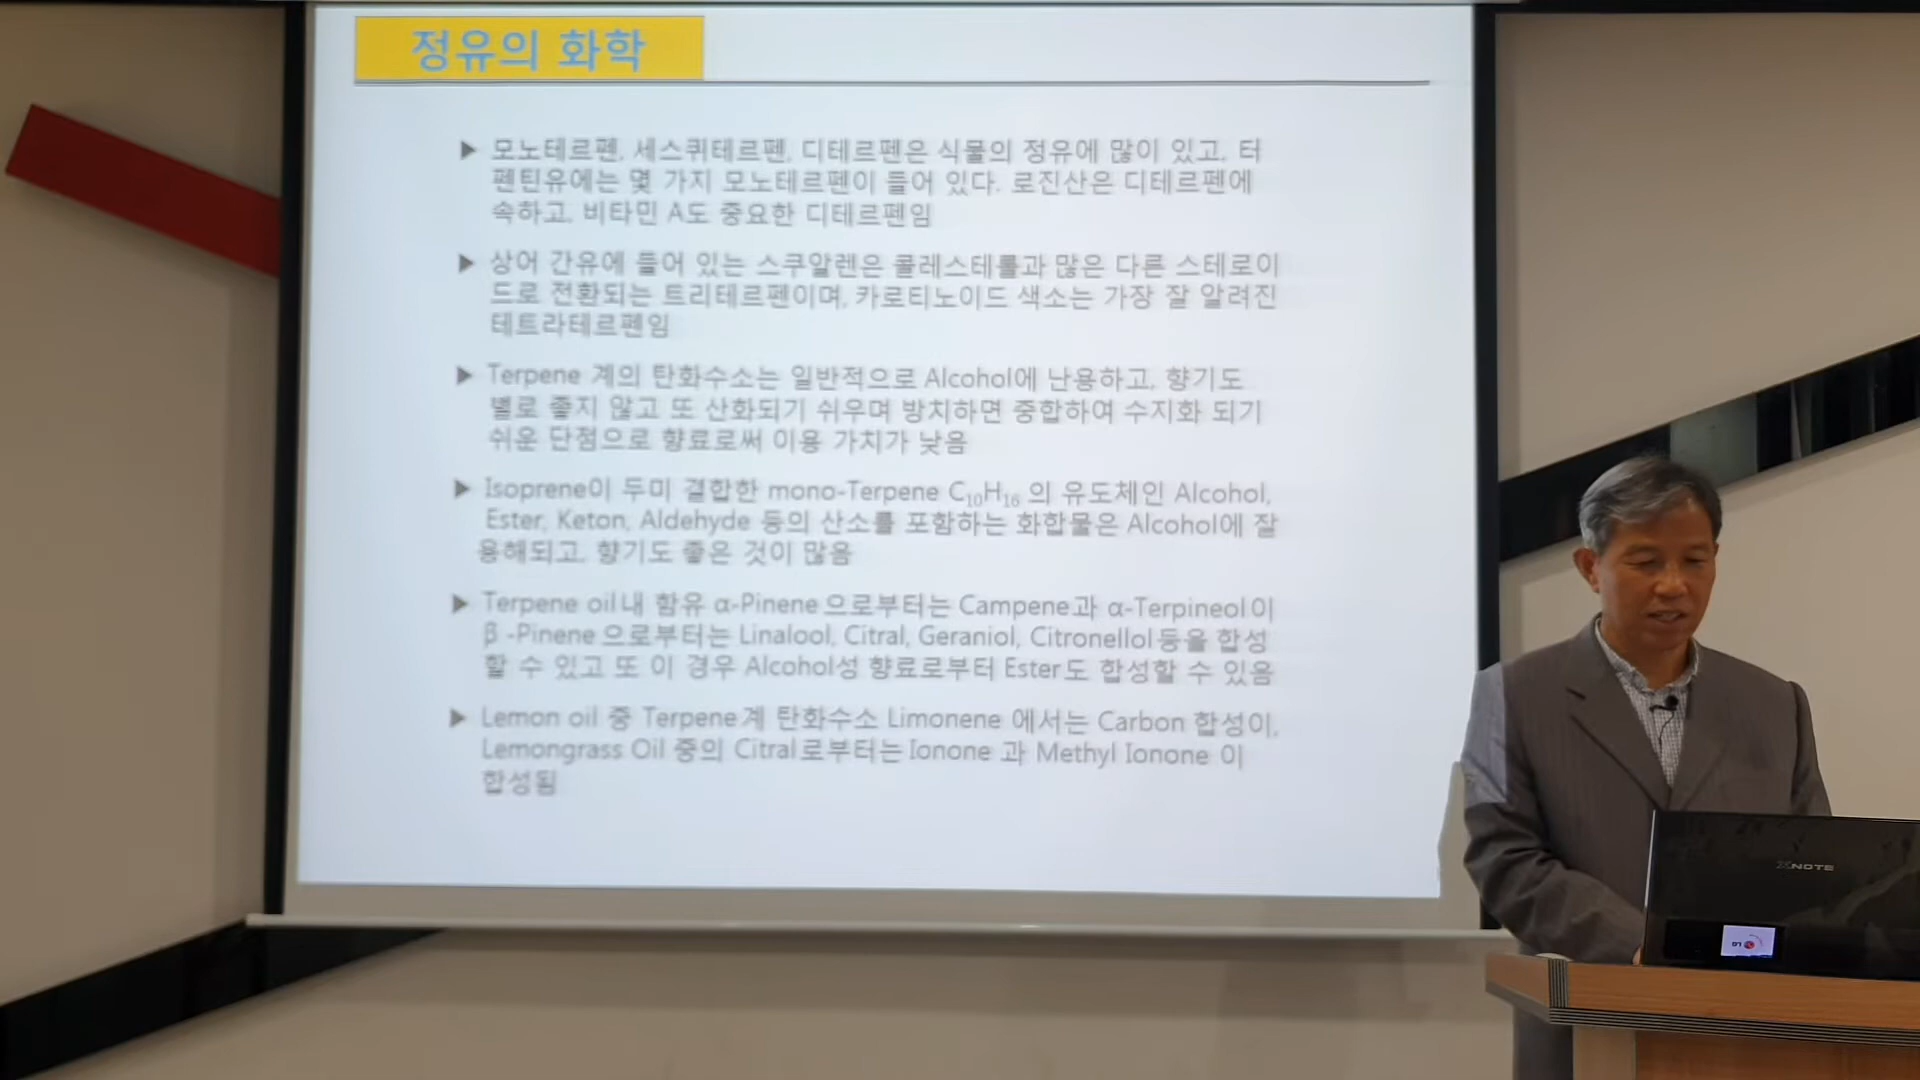 정유의 화학
▶ 모노테르펜, 세스퀴테르펜, 디테르펜은 식물의 정유에 많이 있고, 터
펜틴유에는 몇 가지 모노테르펜이 들어 있다. 로진산은 디테르펜에
속하고, 비타민 A도 중요한 디테르펜임
▶ 상어 간유에 들어 있는 스쿠알렌은 콜레스테롤과 많은 다른 스테로이
드로 전환되는 트리테르펜이며, 카로티노이드 색소는 가장 잘 알려진
테트라테르펜임
▶ Terpene 계의 탄화수소는 일반적으로 Alcohol에 난용하고, 향기도
별로 좋지 않고 또 산화되기 쉬우며 방치하면 중합하여 수지화 되기
쉬운 단점으로 향료로써 이용 가치가 낮음
▶ Isoprene이 두미 결합한 mono-Terpene C₁₀H₁₆ 의 유도체인 Alcohol,
Ester, Keton, Aldehyde 등의 산소를 포함하는 화합물은 Alcohol에 잘
용해되고, 향기도 좋은 것이 많음
▶ Terpene oil내 함유 α-Pinene으로부터는 Campene과 α-Terpineol이
β -Pinene으로부터는 Linalool, Citral, Geraniol, Citronellol등을 합성
할 수 있고 또 이 경우 Alcohol성 향료로부터 Ester도 합성할 수 있음
▶ Lemon oil 중 Terpene계 탄화수소 Limonene 에서는 Carbon 합성이,
Lemongrass Oil 중의 Citral로부터는 Ionone 과 Methyl Ionone 이
합성됨
XNOTE
LG